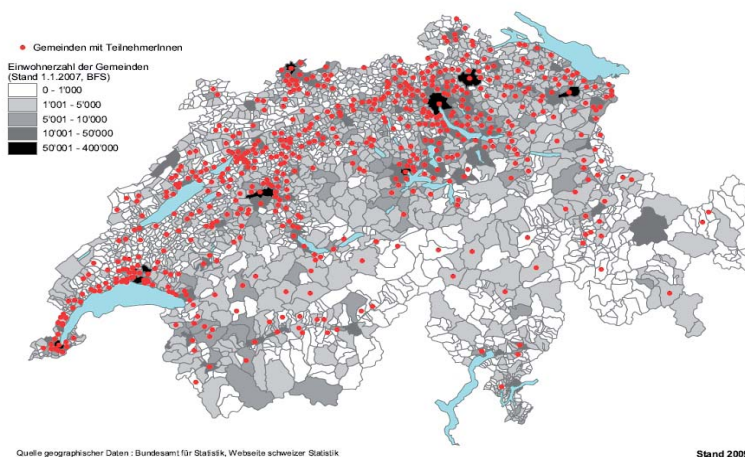 Gemeinden mit TeilnehmerInnen
Einwohnerzahl der Gemeinden
(Stand 1.1.2007, BFS)
0 - 1'000
1'001 - 5'000
5'001 - 10'000
10'001 - 50'000
50'001 - 400'000
Quelle geographischer Daten : Bundesamt für Statistik, Webseite schweizer Statistik
Stand 2009